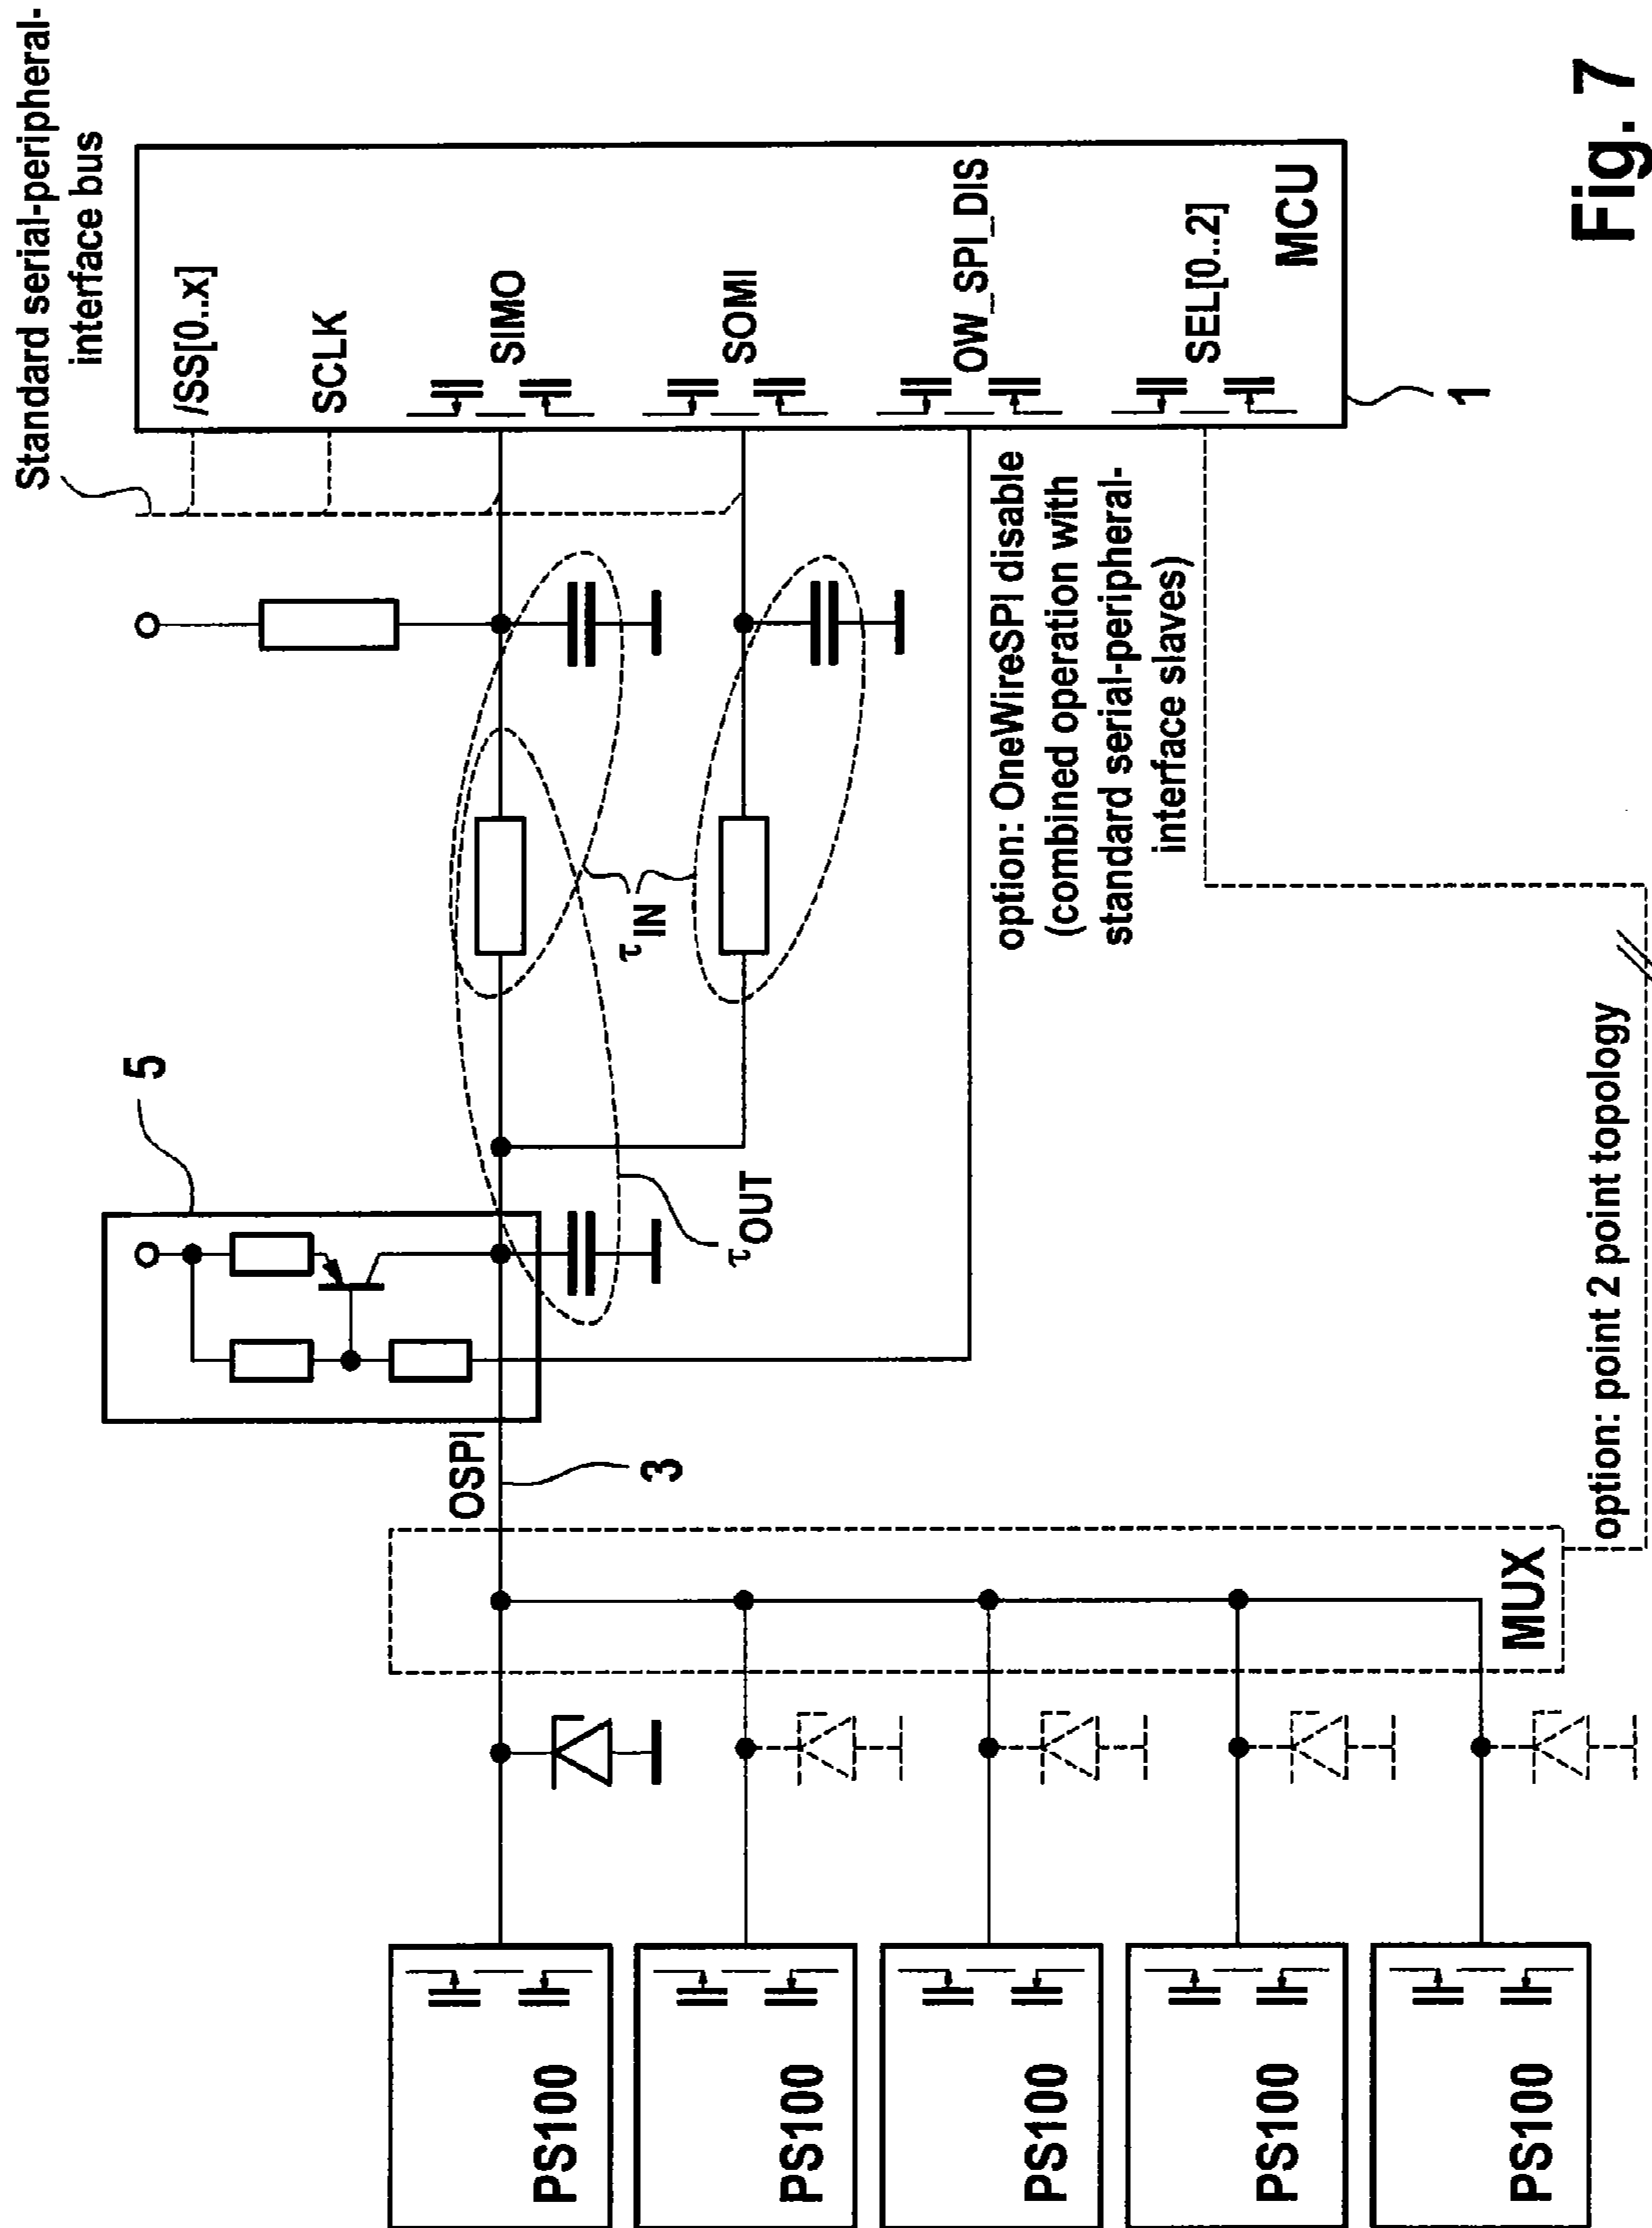 Standard serial-peripheral-
interface bus
/SS[0..x]
SCLK
SIMO
SOMI
OW_SPI_DIS
SEL[0..2]
MCU
1
5
τIN
τOUT
OSPI
3
option: OneWireSPI disable
(combined operation with
standard serial-peripheral-
interface slaves)
MUX
option: point 2 point topology
PS100
PS100
PS100
PS100
PS100
Fig. 7